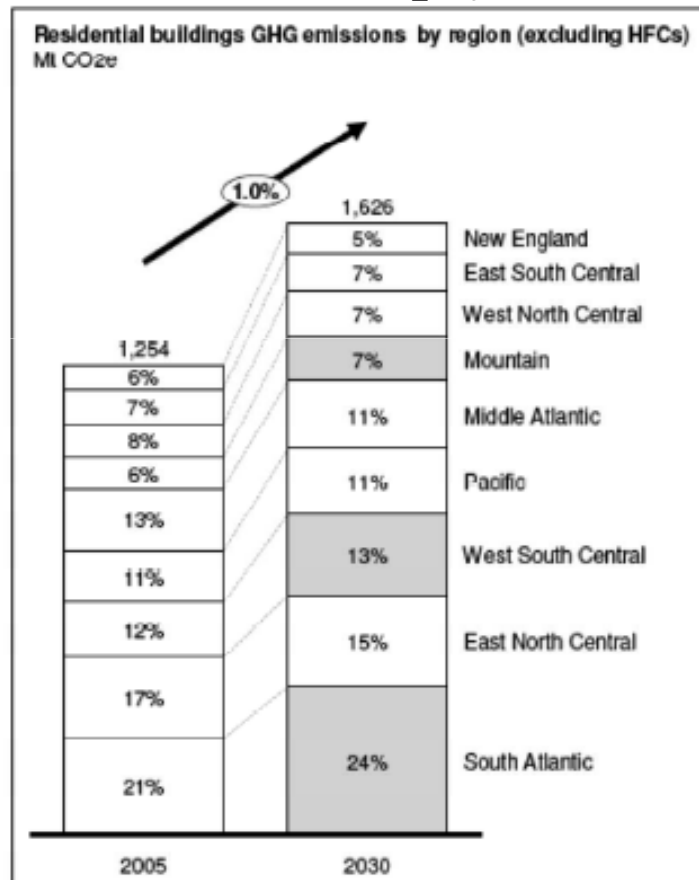 Residential buildings GHG emissions by region (excluding HFCs)
Mt CO2e
1.0%
1,626
5% New England
7% East South Central
7% West North Central
1,254
6%
7% Mountain
7%
11% Middle Atlantic
8%
6%
11% Pacific
13%
13% West South Central
11%
12%
15% East North Central
17%
24% South Atlantic
21%
2005 2030